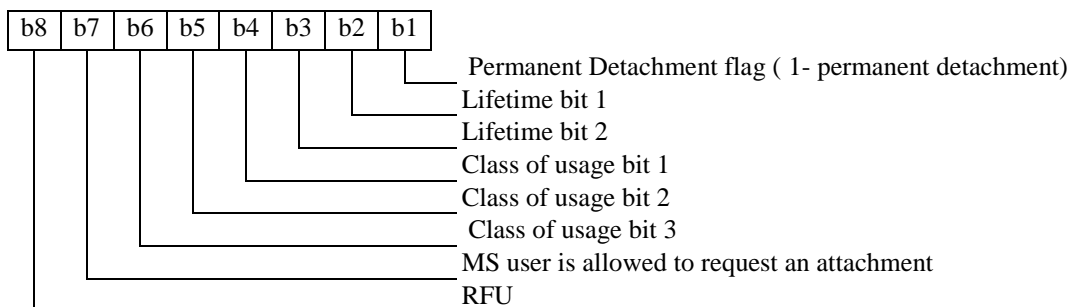 b8 b7 b6 b5 b4 b3 b2 b1
Permanent Detachment flag ( 1- permanent detachment)
Lifetime bit 1
Lifetime bit 2
Class of usage bit 1
Class of usage bit 2
Class of usage bit 3
MS user is allowed to request an attachment
RFU